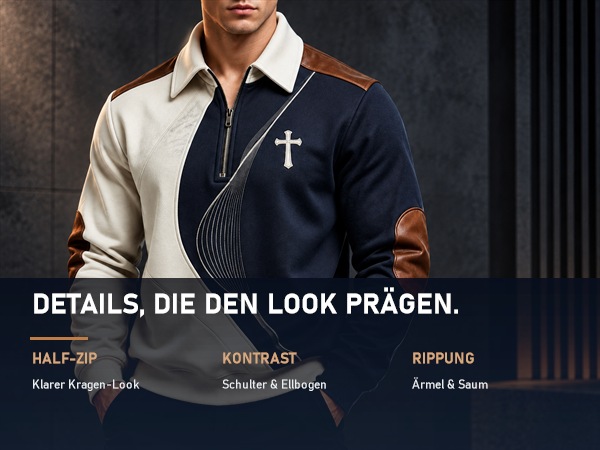 DETAILS, DIE DEN LOOK PRÄGEN.
HALF-ZIP
Klarer Kragen-Look
KONTRAST
Schulter & Ellbogen
RIPPUNG
Ärmel & Saum